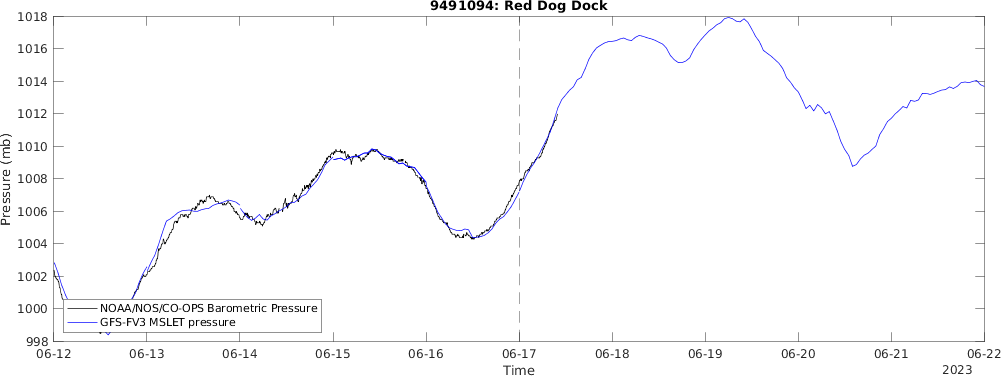 9491094: Red Dog Dock
1018
1016
1014
1012
1010
1008
1006
1004
1002
1000
998
Pressure (mb)
NOAA/NOS/CO-OPS Barometric Pressure
GFS-FV3 MSLET pressure
06-12 06-13 06-14 06-15 06-16 06-17 06-18 06-19 06-20 06-21 06-22
Time
2023